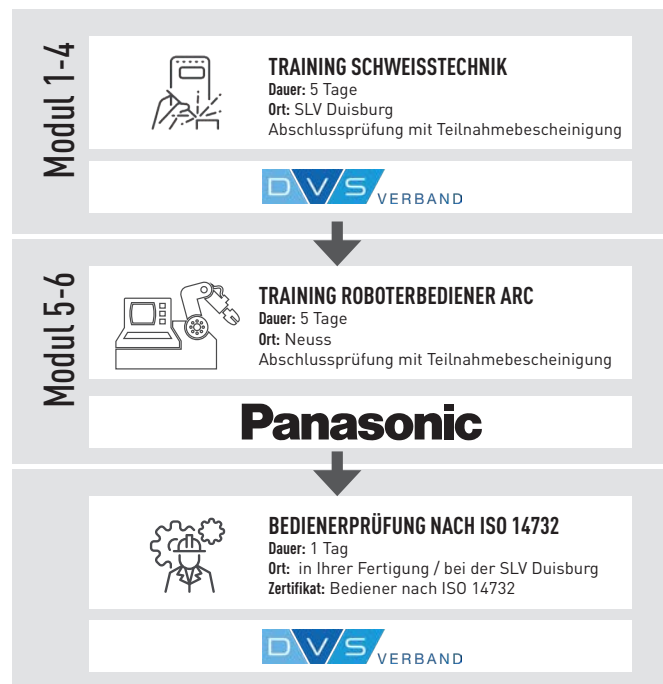 Modul 1-4
TRAINING SCHWEISSTECHNIK
Dauer: 5 Tage
Ort: SLV Duisburg
Abschlussprüfung mit Teilnahmebescheinigung
DVS VERBAND
Modul 5-6
TRAINING ROBOTERBEDIENER ARC
Dauer: 5 Tage
Ort: Neuss
Abschlussprüfung mit Teilnahmebescheinigung
Panasonic
BEDIENERPRÜFUNG NACH ISO 14732
Dauer: 1 Tag
Ort: in Ihrer Fertigung / bei der SLV Duisburg
Zertifikat: Bediener nach ISO 14732
DVS VERBAND